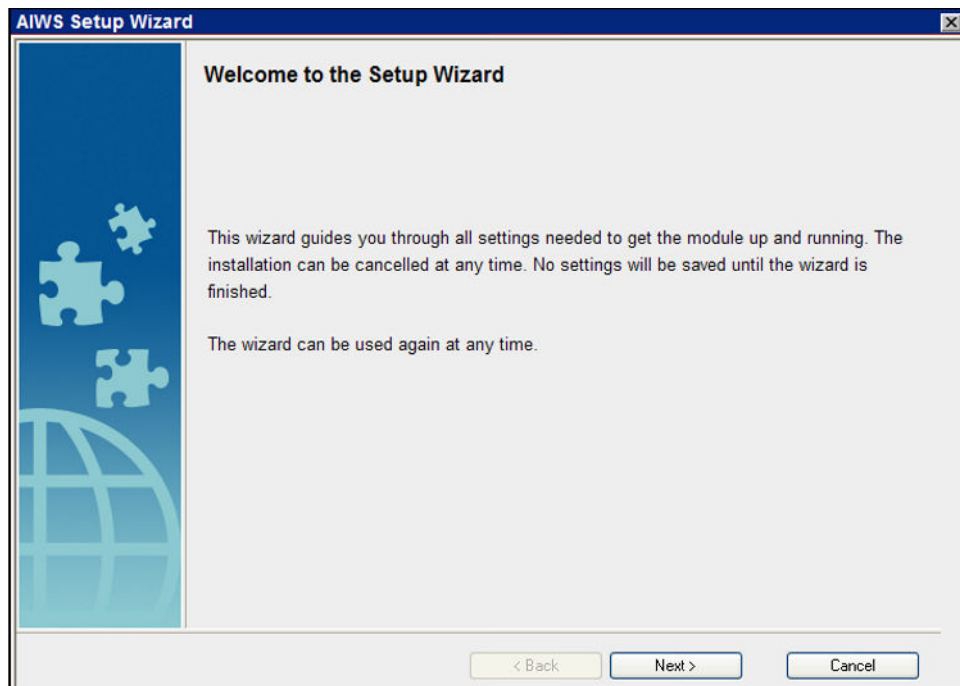 AIWS Setup Wizard
Welcome to the Setup Wizard
This wizard guides you through all settings needed to get the module up and running. The
installation can be cancelled at any time. No settings will be saved until the wizard is
finished.
The wizard can be used again at any time.
< Back
Next >
Cancel